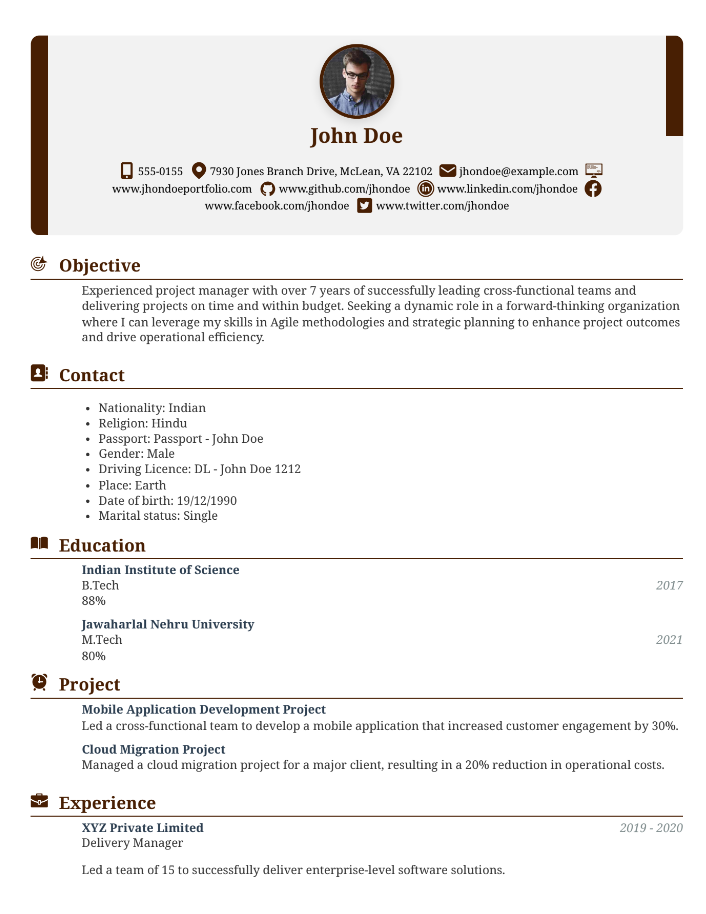 John Doe
555-0155 7930 Jones Branch Drive, McLean, VA 22102 jhondoe@example.com
www.jhondoeportfolio.com www.github.com/jhondoe www.linkedin.com/jhondoe
www.facebook.com/jhondoe www.twitter.com/jhondoe
Objective
Experienced project manager with over 7 years of successfully leading cross-functional teams and
delivering projects on time and within budget. Seeking a dynamic role in a forward-thinking organization
where I can leverage my skills in Agile methodologies and strategic planning to enhance project outcomes
and drive operational efficiency.
Contact
• Nationality: Indian
• Religion: Hindu
• Passport: Passport - John Doe
• Gender: Male
• Driving Licence: DL - John Doe 1212
• Place: Earth
• Date of birth: 19/12/1990
• Marital status: Single
Education
Indian Institute of Science
B.Tech 2017
88%
Jawaharlal Nehru University
M.Tech 2021
80%
Project
Mobile Application Development Project
Led a cross-functional team to develop a mobile application that increased customer engagement by 30%.
Cloud Migration Project
Managed a cloud migration project for a major client, resulting in a 20% reduction in operational costs.
Experience
XYZ Private Limited 2019 - 2020
Delivery Manager
Led a team of 15 to successfully deliver enterprise-level software solutions.